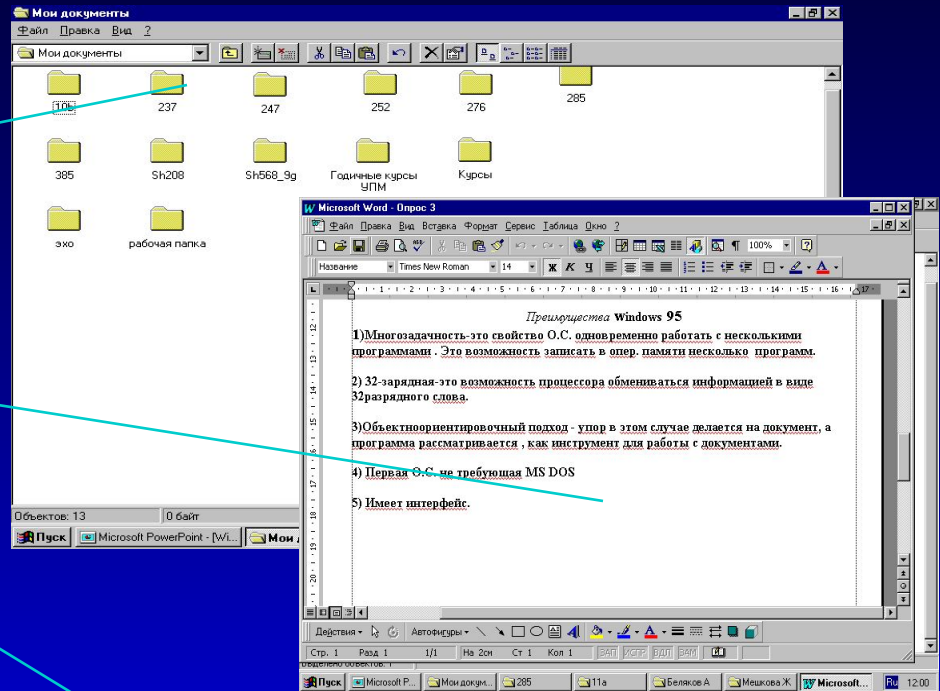 Мои документы
Файл Правка Вид ?
Мои документы
10b 237 247 252 276 285
385 Sh208 Sh568_9g Годичные курсы УПМ Курсы
эхо рабочая папка
Объектов: 13 0 байт
Пуск Microsoft PowerPoint - [Wi... Мои
Microsoft Word - Опрос 3
Файл Правка Вид Вставка Формат Сервис Таблица Окно ?
100%
Название Times New Roman 14 Ж К Ч
Преимущества Windows 95
1)Многозадачность-это свойство О.С. одновременно работать с несколькими
программами . Это возможность записать в опер. памяти несколько программ.
2) 32-зарядная-это возможность процессора обмениваться информацией в виде
32разрядного слова.
3)Объектноориентировочный подход - упор в этом случае делается на документ, а
программа рассматривается , как инструмент для работы с документами.
4) Первая О.С. не требующая MS DOS
5) Имеет интерфейс.
Действия Автофигуры
Стр. 1 Разд 1 1/1 На 2см Ст 1 Кол 1 ЗАП ИСПР ВДЛ ЗАМ
Пуск Microsoft P... Мои докум... 285 11a Беляков А Мешкова Ж Microsoft... Ru 12:00